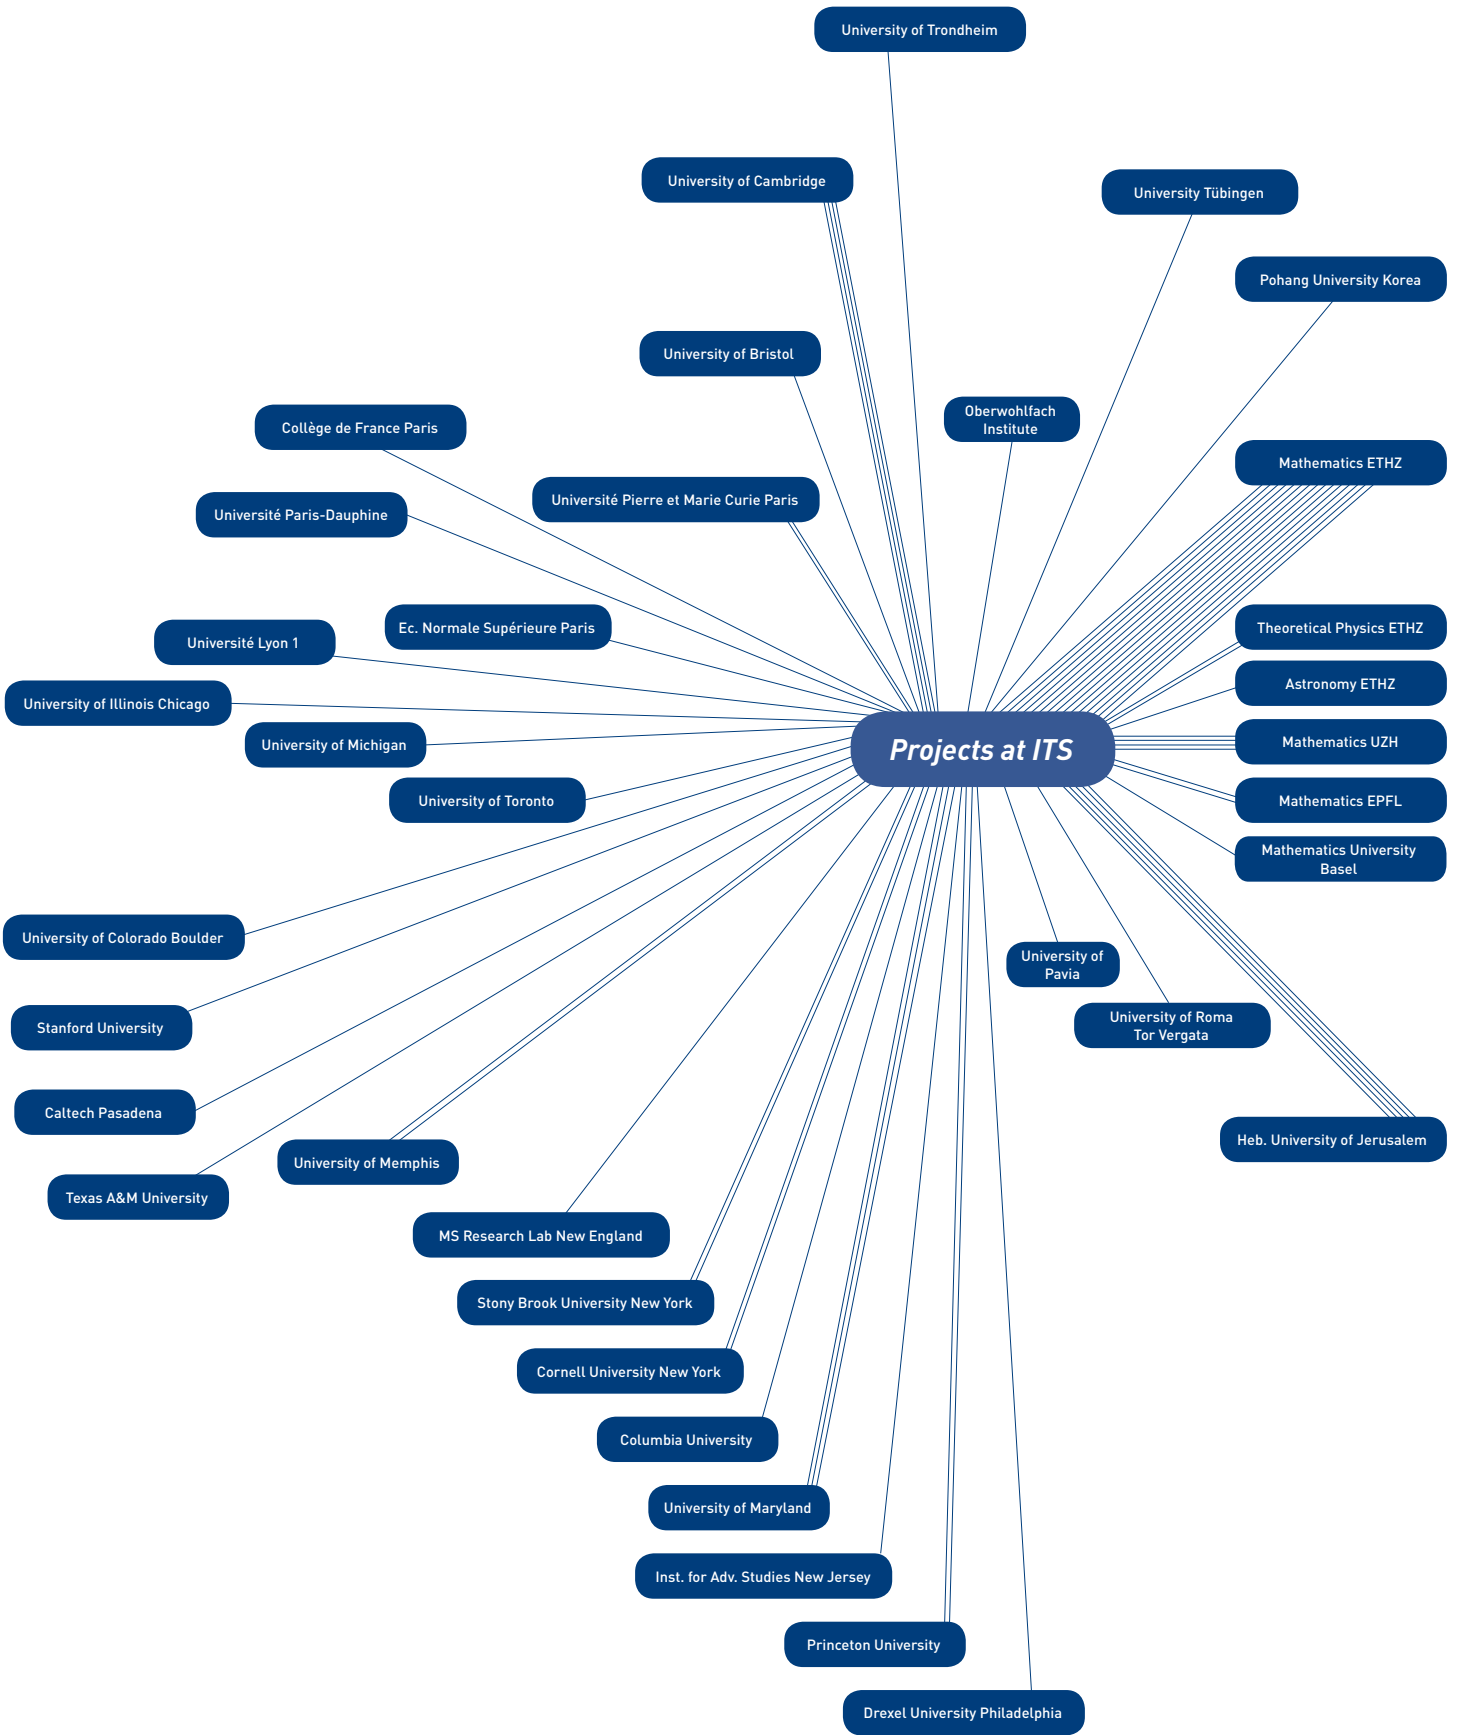 University of Trondheim
University of Cambridge
University Tübingen
Pohang University Korea
University of Bristol
Oberwohlfach
Institute
Collège de France Paris
Mathematics ETHZ
Université Pierre et Marie Curie Paris
Université Paris-Dauphine
Ec. Normale Supérieure Paris
Theoretical Physics ETHZ
Université Lyon 1
Astronomy ETHZ
University of Illinois Chicago
Mathematics UZH
University of Michigan
Projects at ITS
University of Toronto
Mathematics EPFL
Mathematics University
Basel
University of Colorado Boulder
University of
Pavia
Stanford University
University of Roma
Tor Vergata
Caltech Pasadena
Heb. University of Jerusalem
University of Memphis
Texas A&M University
MS Research Lab New England
Stony Brook University New York
Cornell University New York
Columbia University
University of Maryland
Inst. for Adv. Studies New Jersey
Princeton University
Drexel University Philadelphia